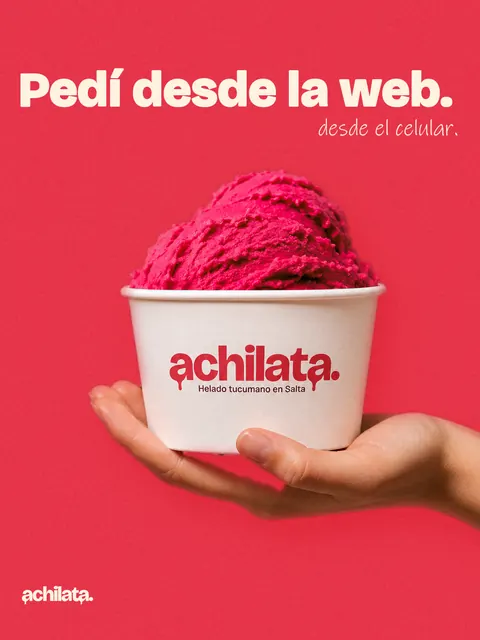 Pedí desde la web.
desde el celular.
achilata.
Helado tucumano en Salta
achilata.